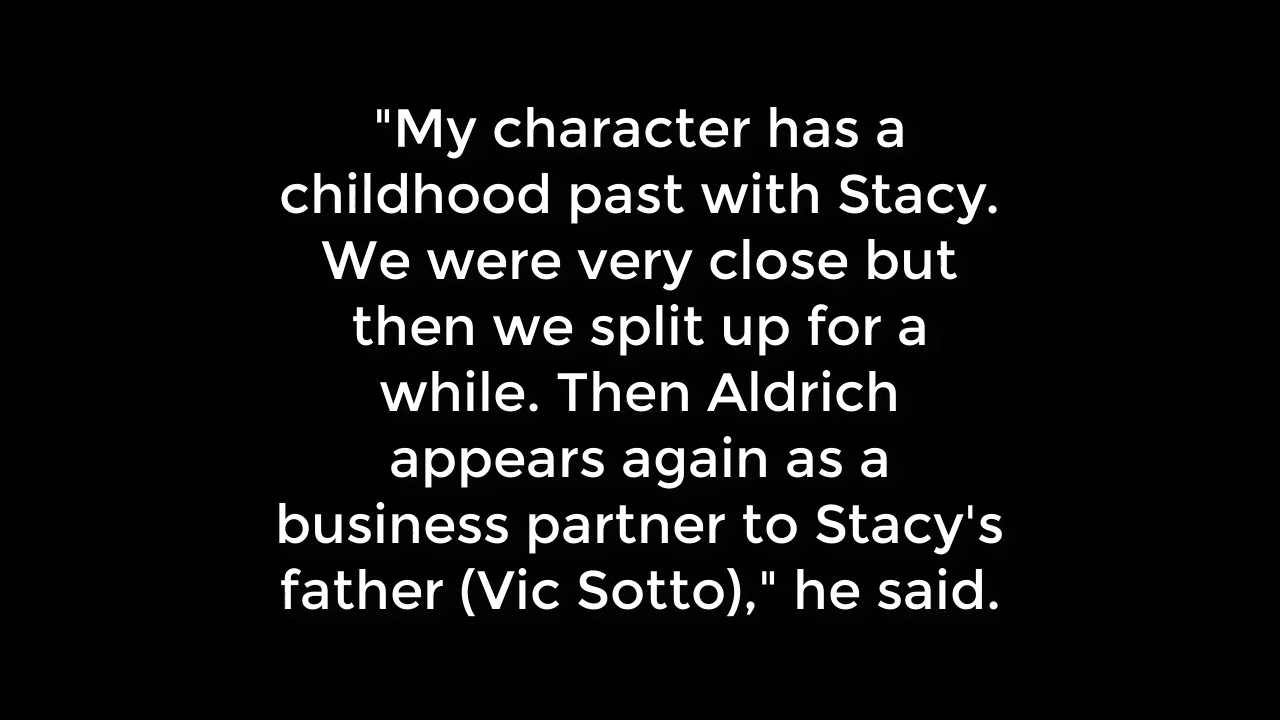 "My character has a
childhood past with Stacy.
We were very close but
then we split up for a
while. Then Aldrich
appears again as a
business partner to Stacy's
father (Vic Sotto)," he said.